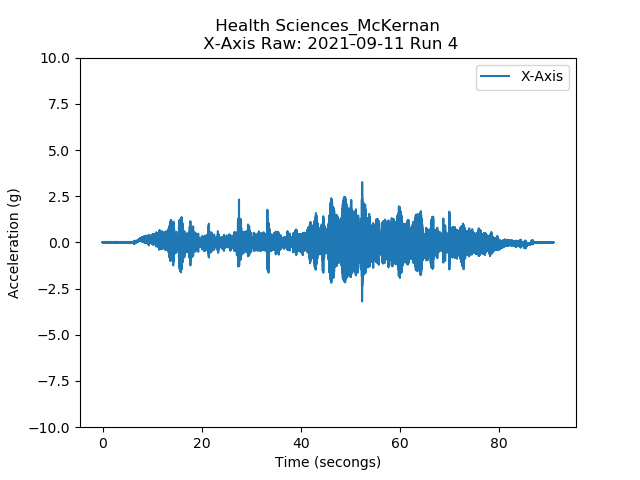 Health Sciences_McKernan
X-Axis Raw: 2021-09-11 Run 4
X-Axis
10.0
7.5
5.0
2.5
0.0
−2.5
−5.0
−7.5
−10.0
Acceleration (g)
0 20 40 60 80
Time (secongs)